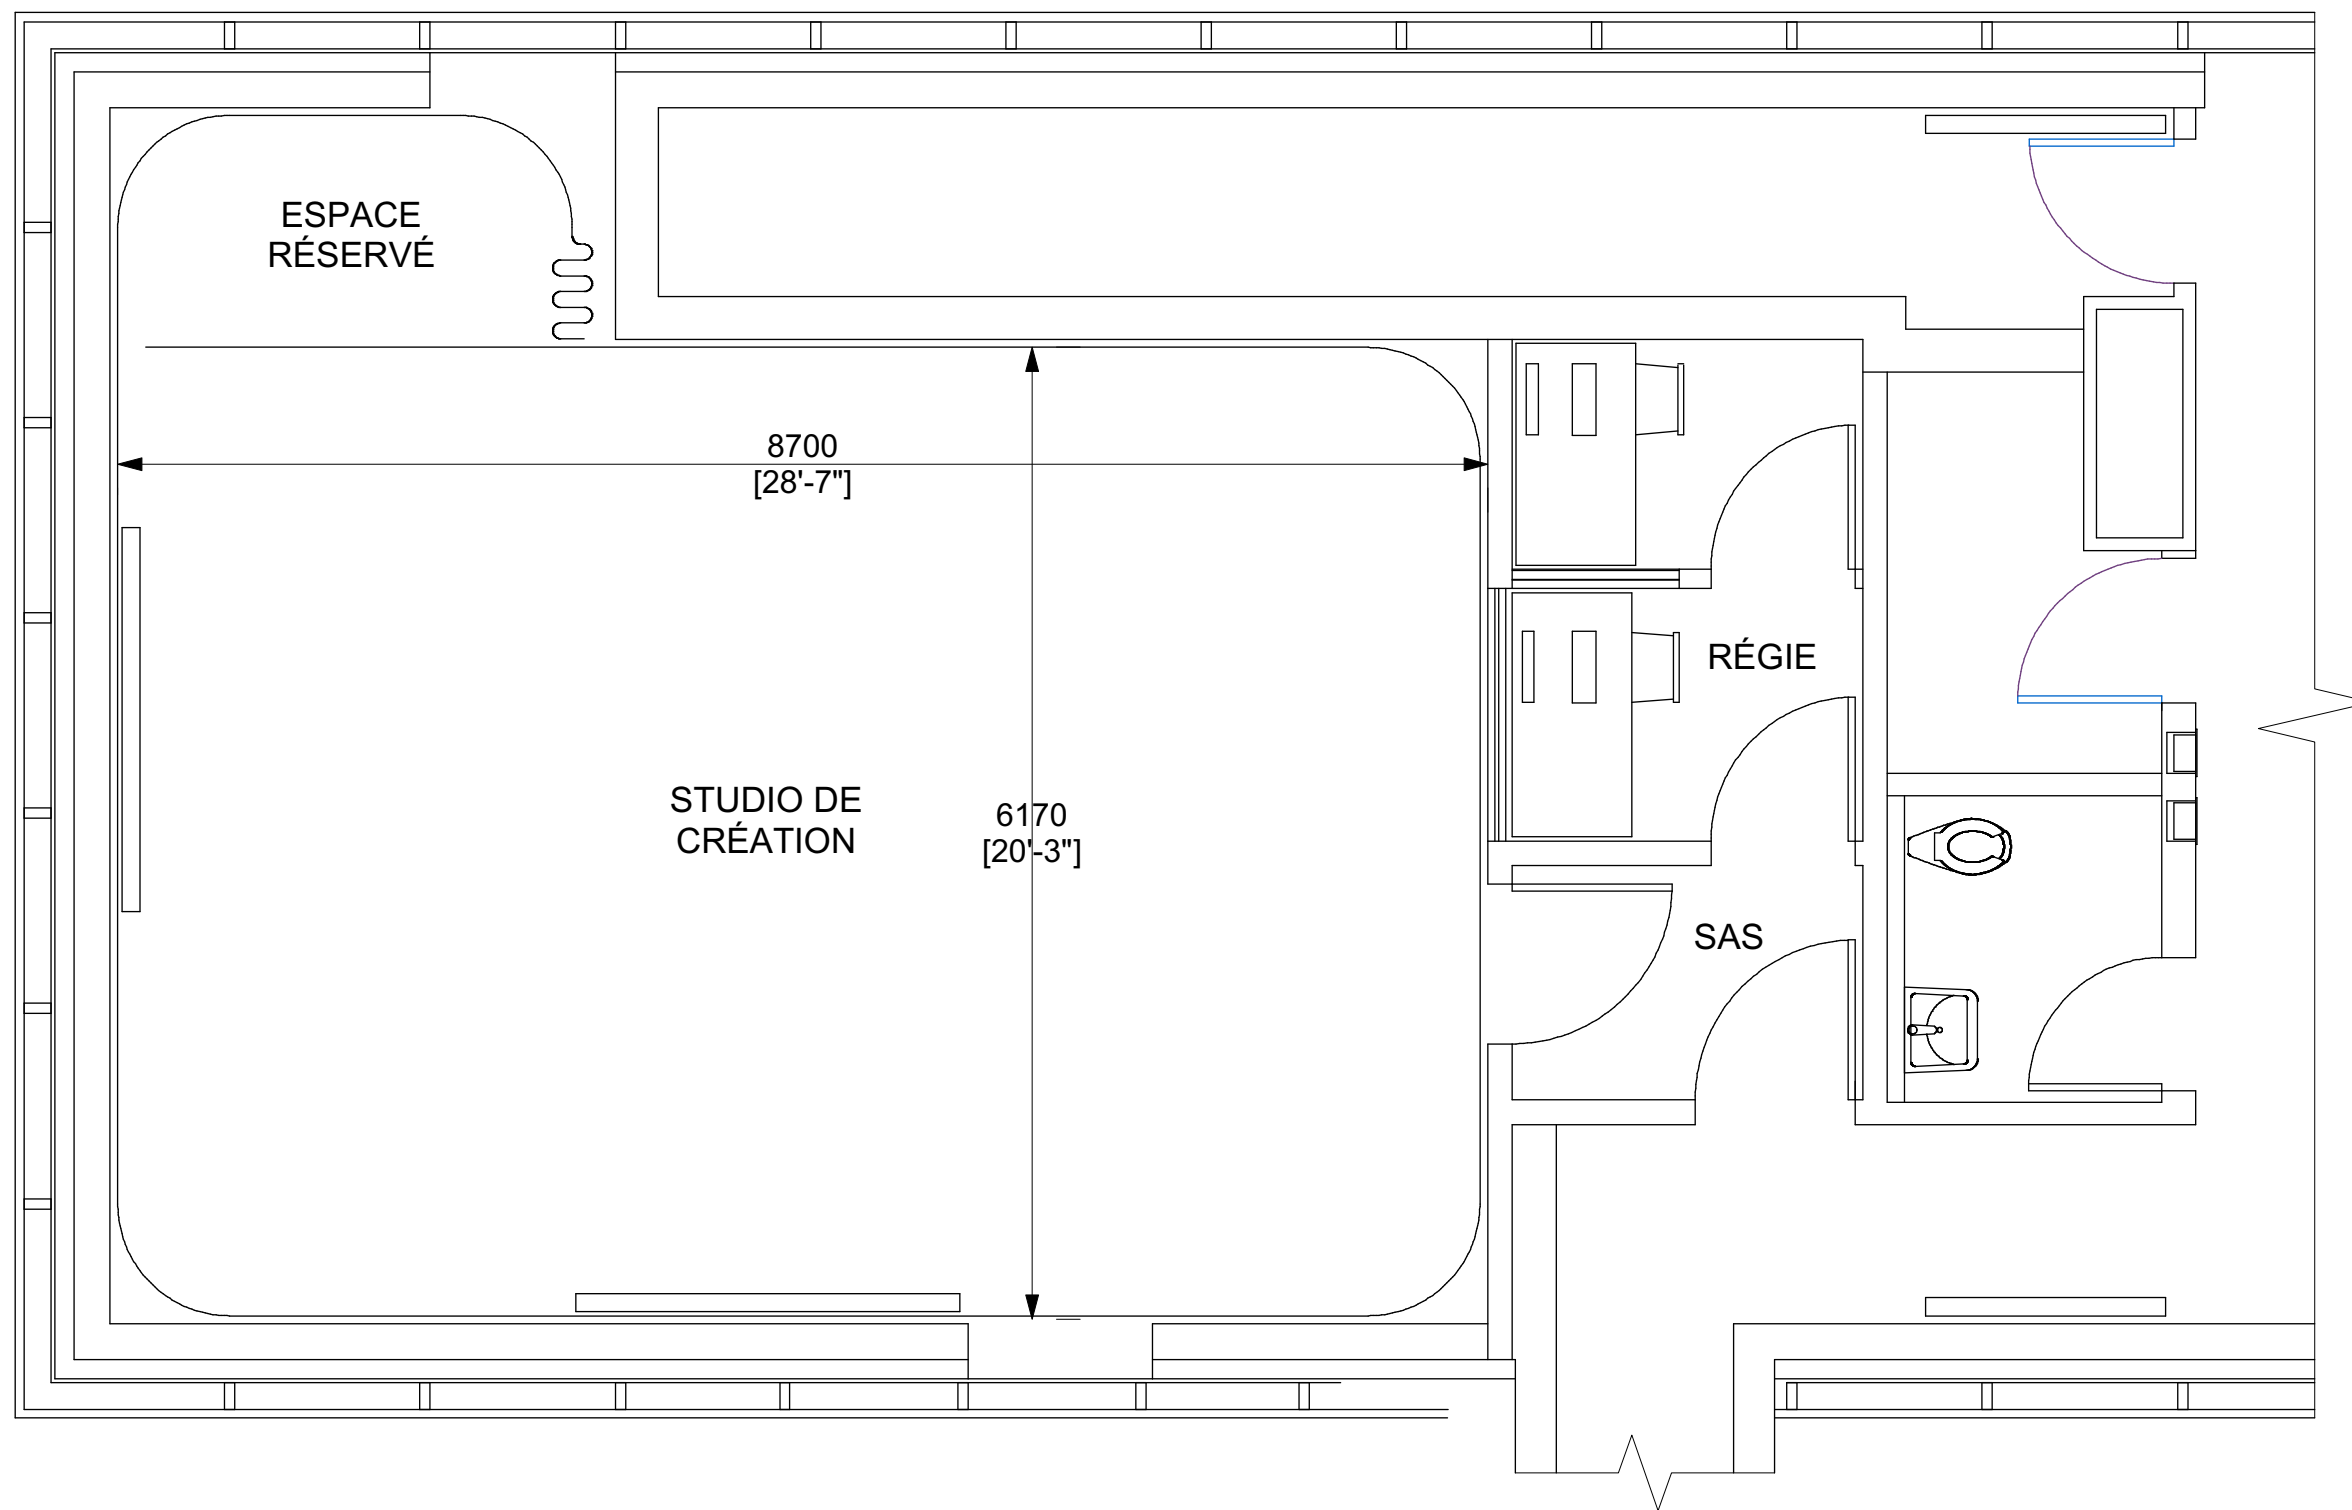 ESPACE
RÉSERVÉ
8700
[28'-7"]
RÉGIE
STUDIO DE
CRÉATION
6170
[20'-3"]
SAS